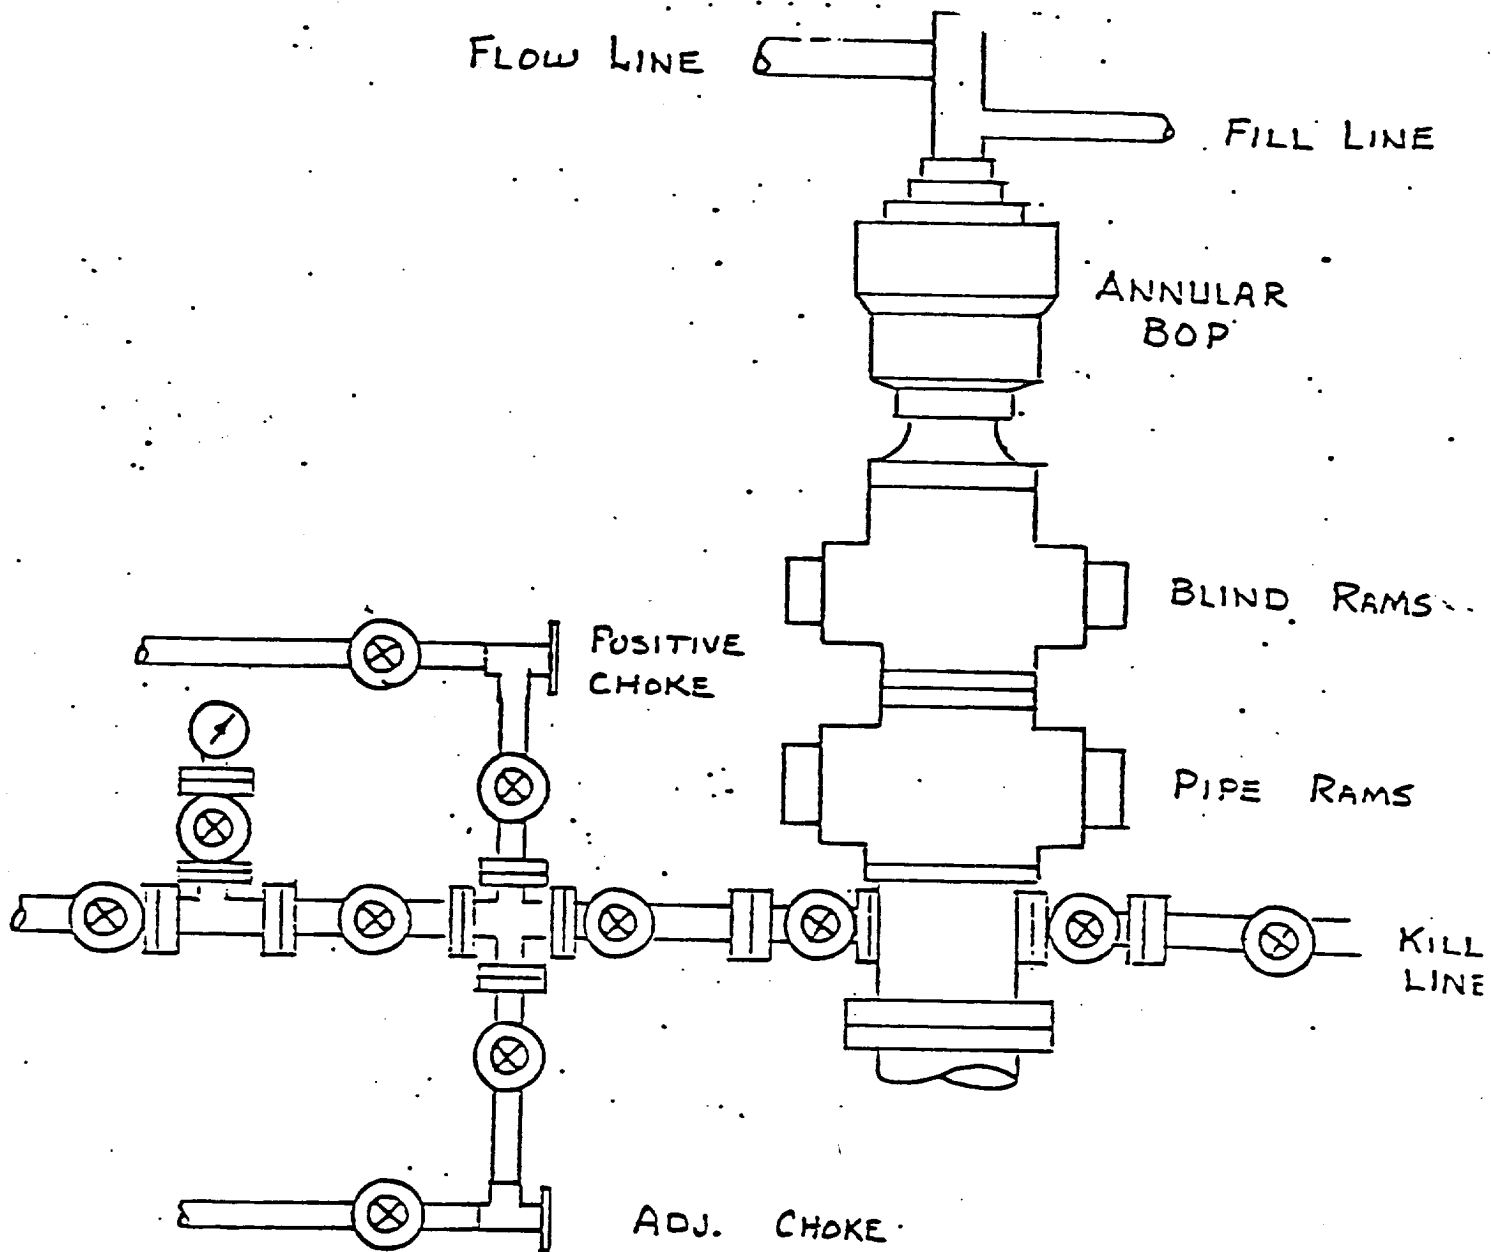 FLOW LINE
FILL LINE
ANNULAR
BOP
BLIND RAMS
POSITIVE
CHOKE
PIPE RAMS
KILL
LINE
ADJ. CHOKE